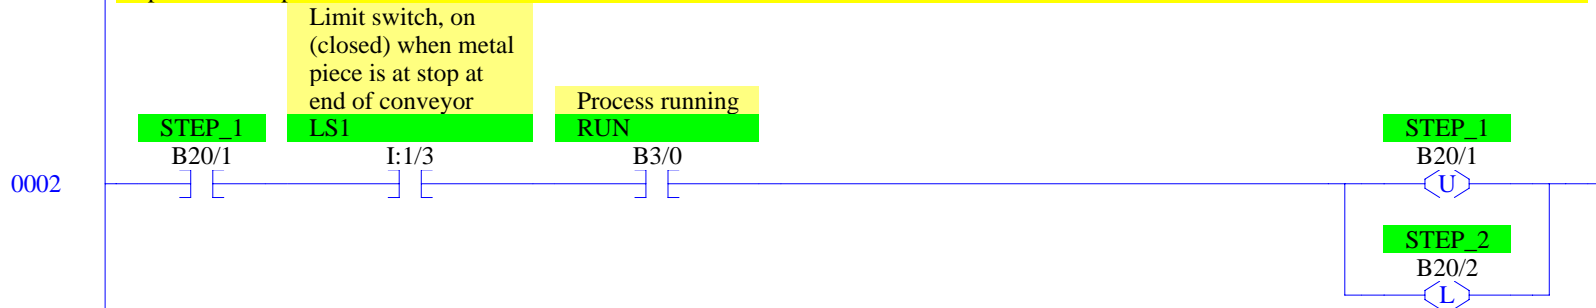 Limit switch, on
(closed) when metal
piece is at stop at
end of conveyor
Process running
STEP_1
LS1
RUN
STEP_1
B20/1
I:1/3
B3/0
B20/1
0002
U
STEP_2
B20/2
L